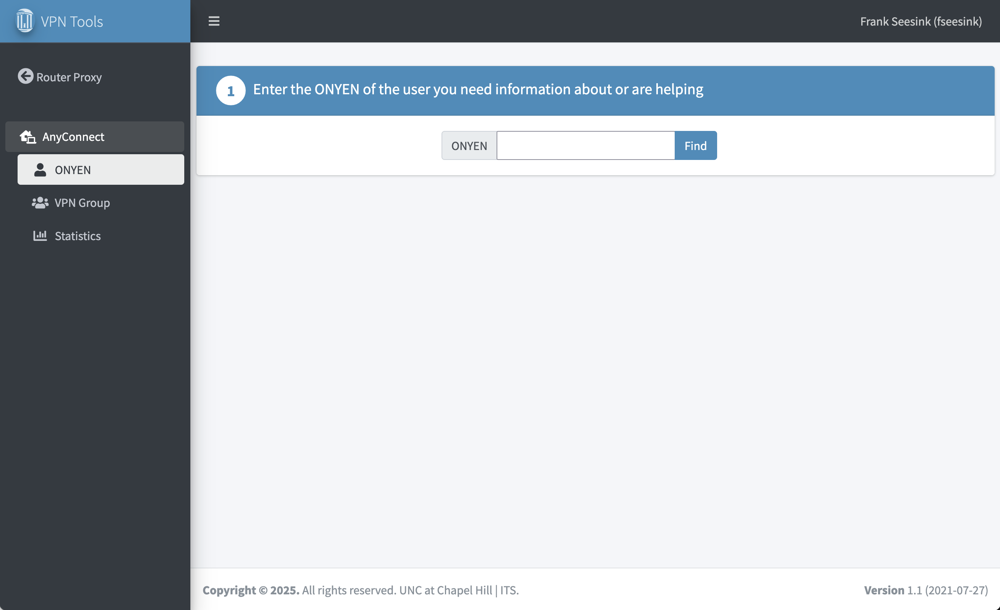 VPN Tools
Frank Seesink (fseesink)
Router Proxy
AnyConnect
ONYEN
VPN Group
Statistics
1 Enter the ONYEN of the user you need information about or are helping
ONYEN
Find
Copyright © 2025. All rights reserved. UNC at Chapel Hill | ITS.
Version 1.1 (2021-07-27)